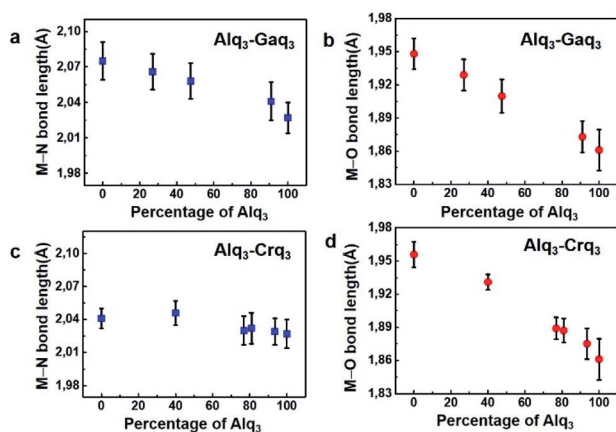 a
Alq₃-Gaq₃
M−N bond length(Å)
2,10
2,07
2,04
2,01
1,98
0 20 40 60 80 100
Percentage of Alq₃
b
Alq₃-Gaq₃
M−O bond length(Å)
1,98
1,95
1,92
1,89
1,86
1,83
0 20 40 60 80 100
Percentage of Alq₃
c
Alq₃-Crq₃
M−N bond length(Å)
2,10
2,07
2,04
2,01
1,98
0 20 40 60 80 100
Percentage of Alq₃
d
Alq₃-Crq₃
M−O bond length(Å)
1,98
1,95
1,92
1,89
1,86
1,83
0 20 40 60 80 100
Percentage of Alq₃